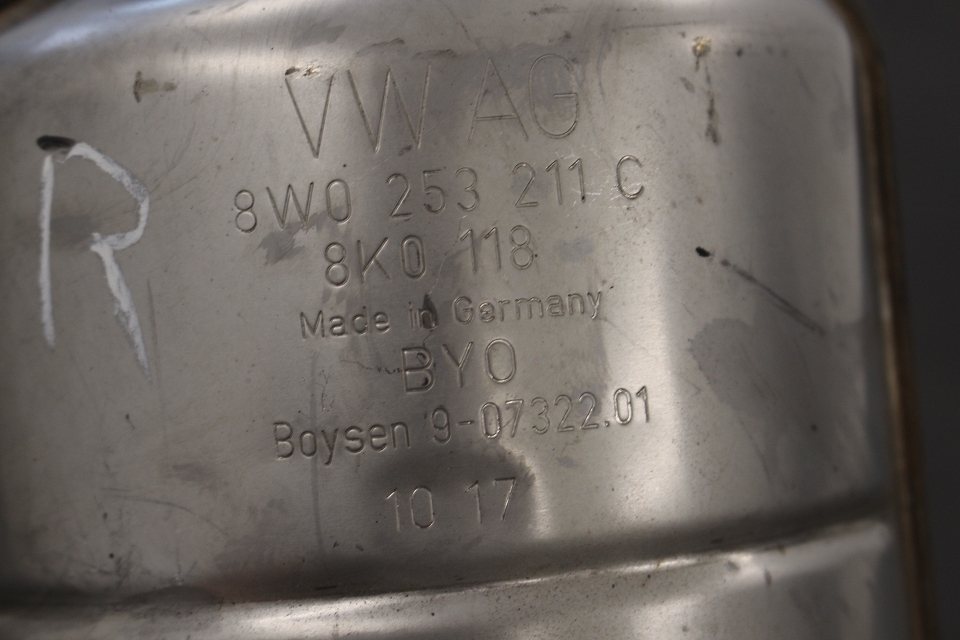 VW AG
R
8W0 253 211 C
8K0 118
Made in Germany
BYO
Boysen 9-07322.01
10 17